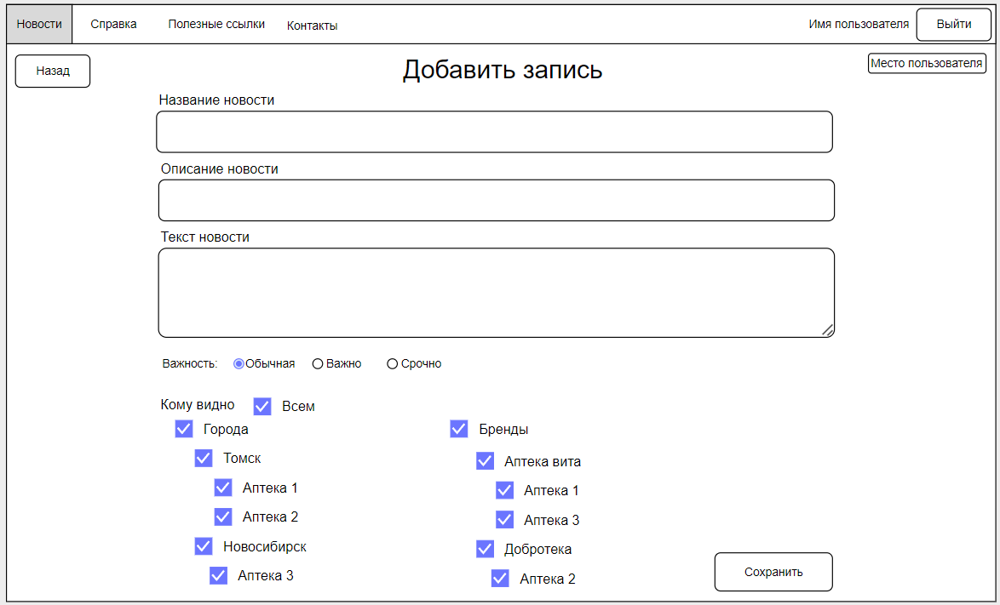 Новости Справка Полезные ссылки Контакты Имя пользователя Выйти
Назад Добавить запись Место пользователя
Название новости
Описание новости
Текст новости
Важность: Обычная Важно Срочно
Кому видно Всем
Города Бренды
Томск Аптека вита
Аптека 1 Аптека 1
Аптека 2 Аптека 3
Новосибирск Добротека
Аптека 3 Аптека 2
Сохранить